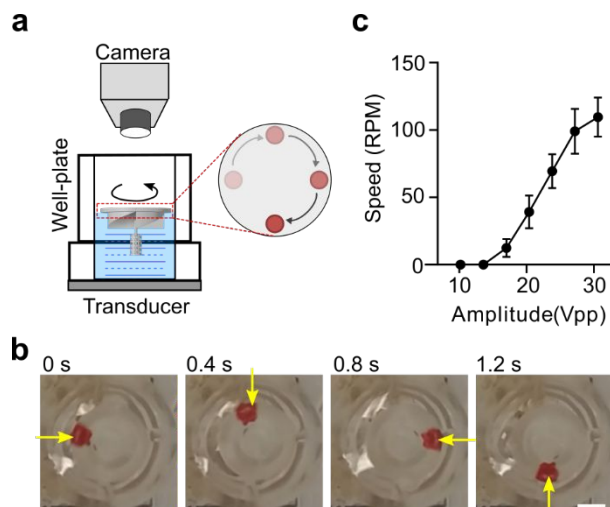 a
Camera
Well-plate
Transducer
c
150
100
50
0
Speed (RPM)
10 20 30
Amplitude(Vpp)
b
0 s 0.4 s 0.8 s 1.2 s